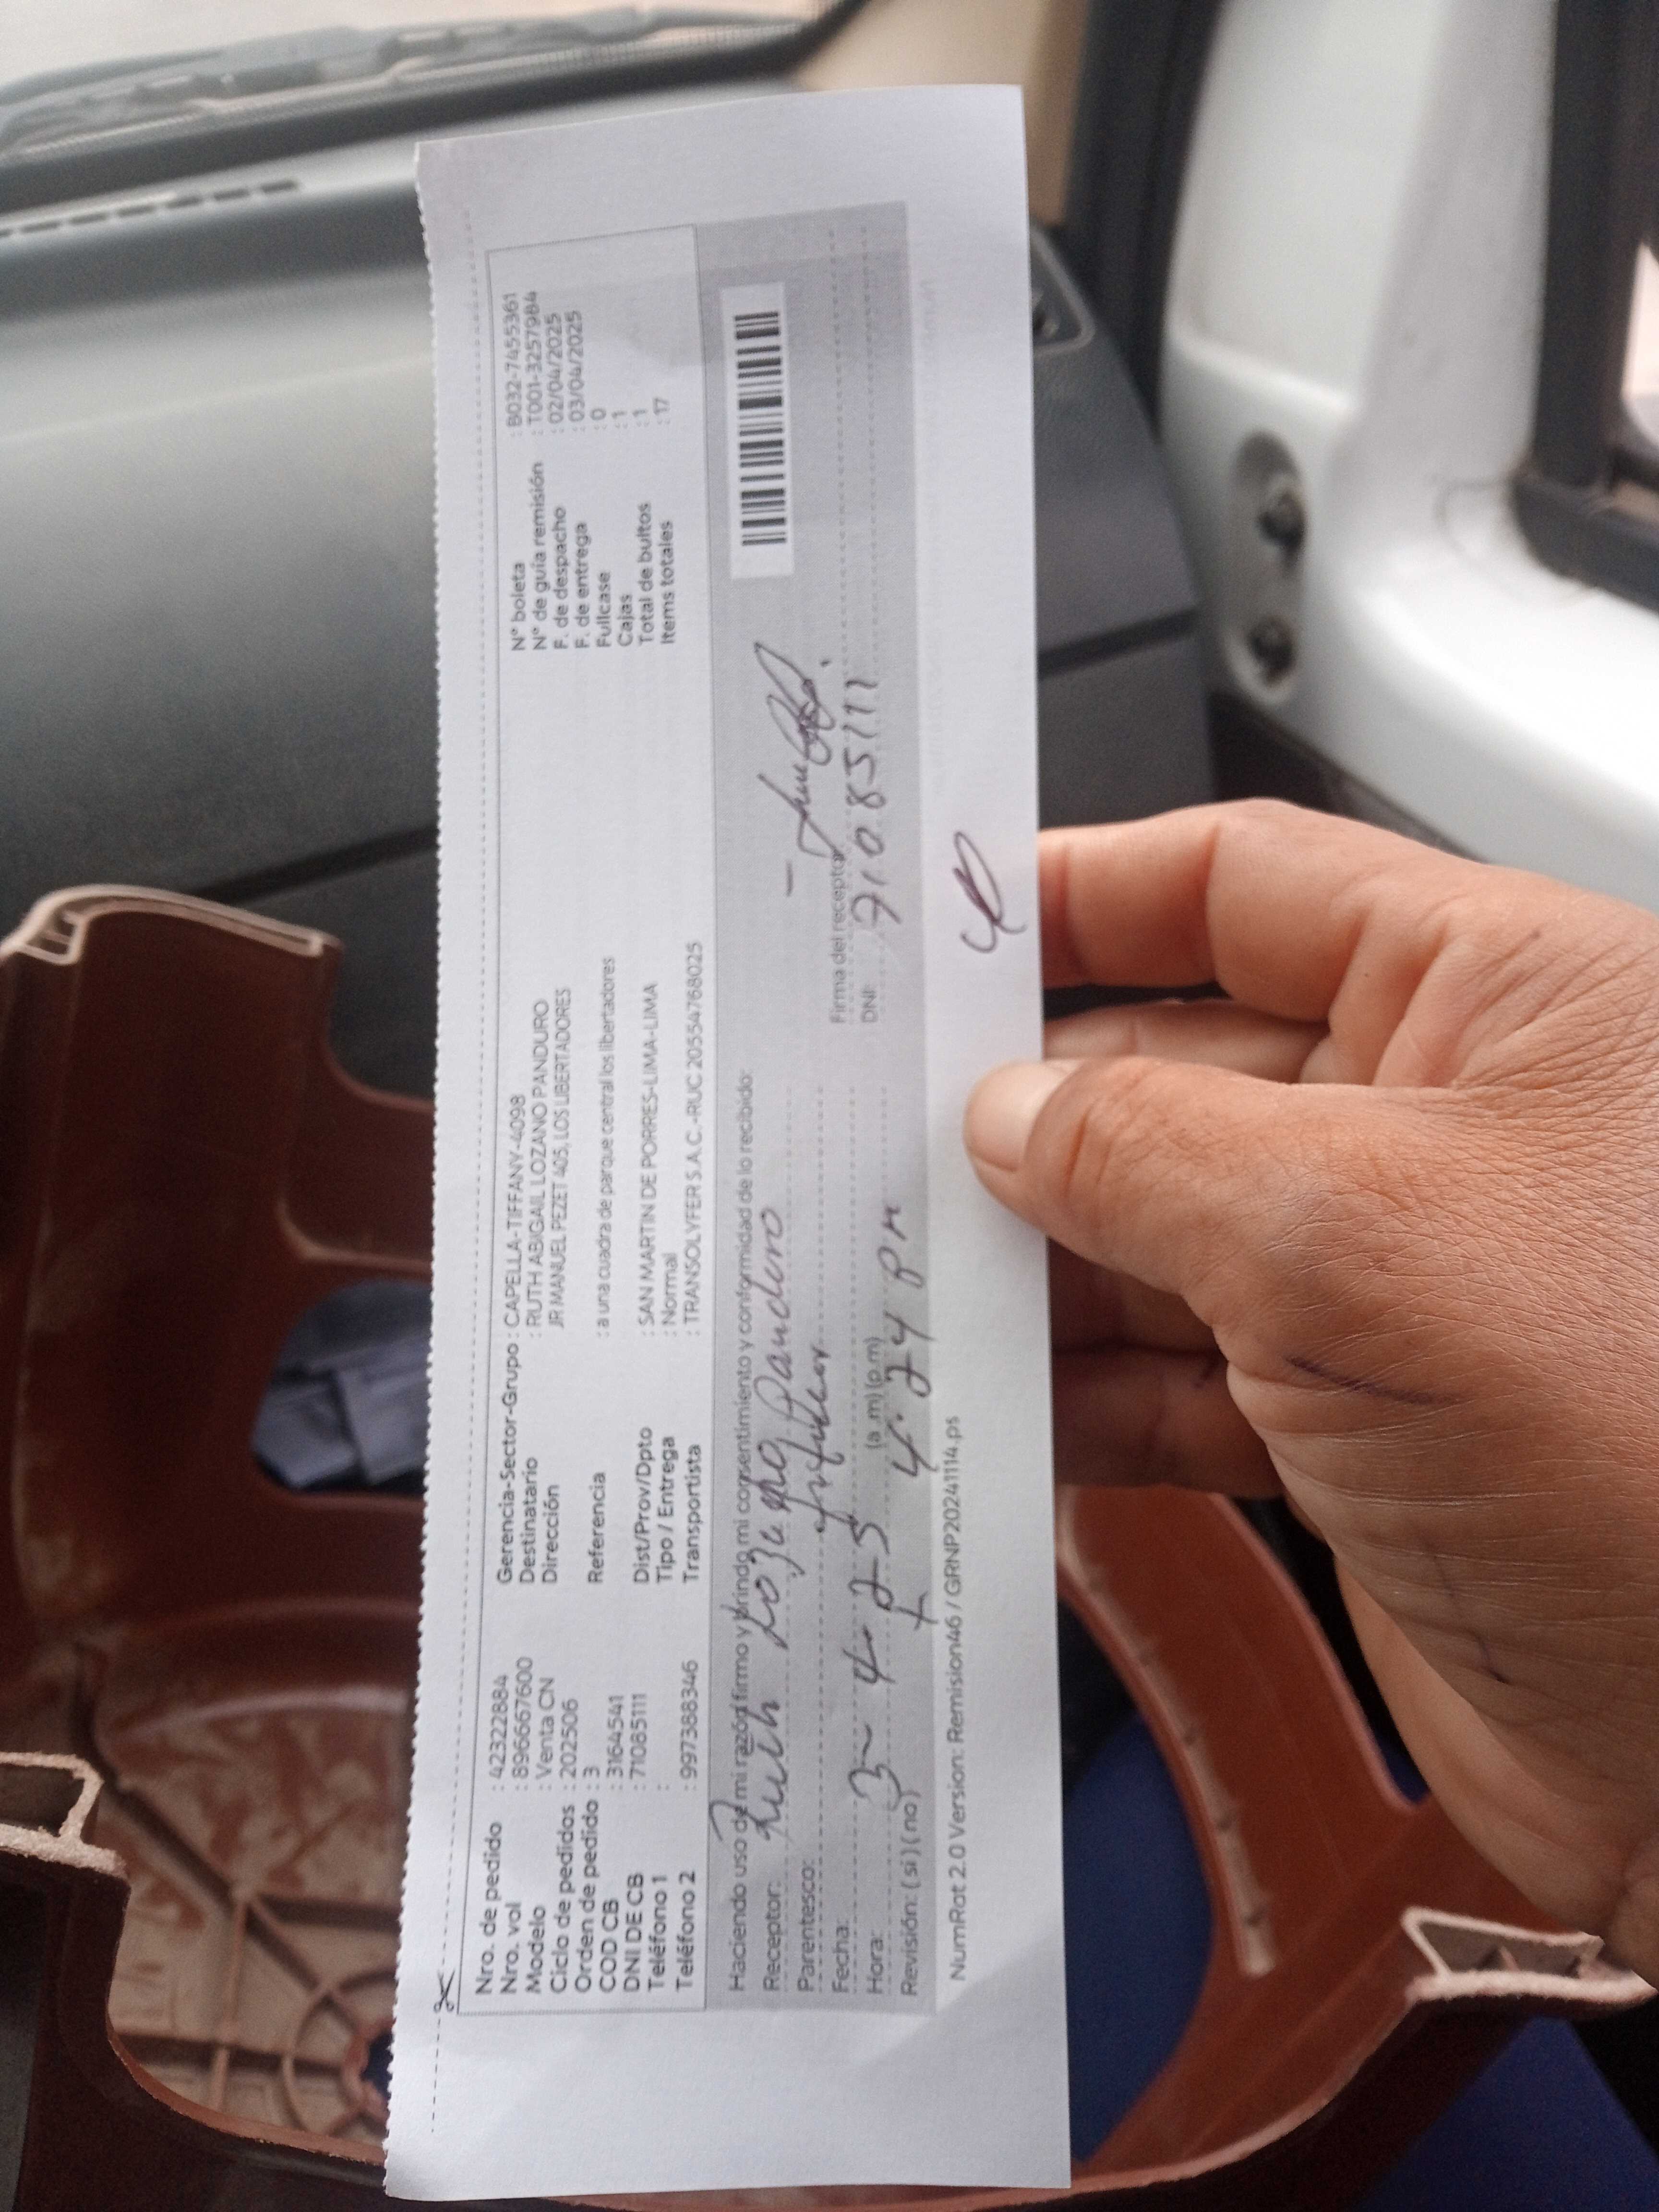 Nro. de pedido : 42322884
Nro. vol : 8966667600
Modelo : Venta CN
Ciclo de pedidos : 202506
Orden de pedido : 3
COD CB : 3164541
DNI DE CB : 71085111
Teléfono 1 :
Teléfono 2 : 997388346
Gerencia-Sector-Grupo : CAPELLA-TIFFANY-4098
Destinatario : RUTH ABIGAIL LOZANO PANDURO
Dirección JR MANUEL PEZET 405, LOS LIBERTADORES
Referencia : a una cuadra de parque central los libertadores
Dist/Prov/Dpto : SAN MARTIN DE PORRES-LIMA-LIMA
Tipo / Entrega : Normal
Transportista : TRANSOLYFER S.A.C.-RUC 20554768025
N° boleta : B032-7455361
N° de guía remisión : T001-3257984
F. de despacho : 02/04/2025
F. de entrega : 03/04/2025
Fullcase : 0
Cajas : 1
Total de bultos : 1
Items totales : 17
Haciendo uso de mi razón firmo y brindo mi consentimiento y conformidad de lo recibido:
Receptor: Ruth Lozano Panduro
Parentesco:
Fecha: 3-4-25
Hora: (a.m) (p.m) 4:24 PM
Revisión: ( si ) ( no )
Firma del receptor
DNI: 71085111
NumRot 2.0 Version: Remision46 / GRNP20241114.ps